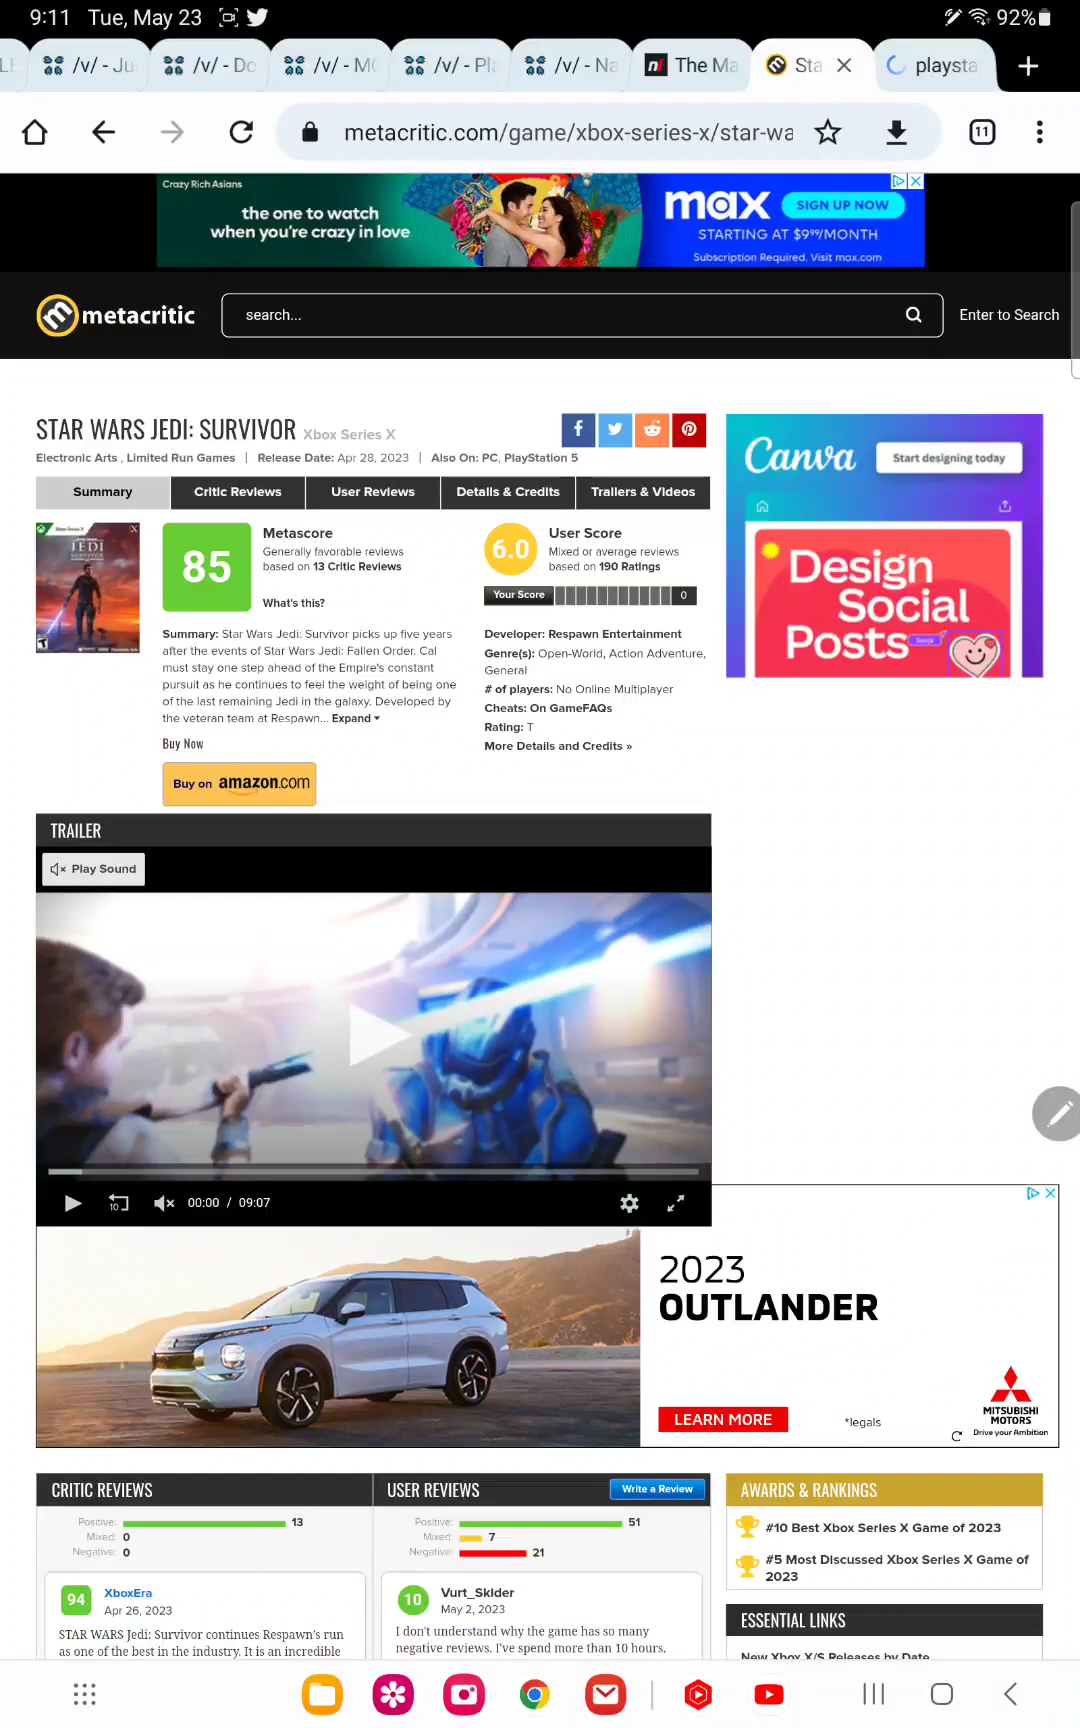 9:11 Tue, May 23 92%
/v/ - Ju /v/ - Do /v/ - M /v/ - Pla /v/ - Na The Ma Sta playsta
metacritic.com/game/xbox-series-x/star-wa 11
Crazy Rich Asians
the one to watch
when you're crazy in love
max SIGN UP NOW
STARTING AT $9⁹⁹/MONTH
Subscription Required. Visit max.com
metacritic search... Enter to Search
STAR WARS JEDI: SURVIVOR Xbox Series X
Electronic Arts , Limited Run Games | Release Date: Apr 28, 2023 | Also On: PC, PlayStation 5
Summary Critic Reviews User Reviews Details & Credits Trailers & Videos
85
Metascore
Generally favorable reviews
based on 13 Critic Reviews
What's this?
6.0
User Score
Mixed or average reviews
based on 190 Ratings
Your Score 0
Summary: Star Wars Jedi: Survivor picks up five years
after the events of Star Wars Jedi: Fallen Order. Cal
must stay one step ahead of the Empire's constant
pursuit as he continues to feel the weight of being one
of the last remaining Jedi in the galaxy. Developed by
the veteran team at Respawn... Expand
Buy Now
Buy on amazon.com
Developer: Respawn Entertainment
Genre(s): Open-World, Action Adventure,
General
# of players: No Online Multiplayer
Cheats: On GameFAQs
Rating: T
More Details and Credits »
Canva Start designing today
Design
Social
Posts
TRAILER
Play Sound
10 00:00 / 09:07
2023
OUTLANDER
LEARN MORE
*legals
MITSUBISHI
MOTORS
Drive your Ambition
CRITIC REVIEWS
Positive: 13
Mixed: 0
Negative: 0
94 XboxEra
Apr 26, 2023
STAR WARS Jedi: Survivor continues Respawn's run
as one of the best in the industry. It is an incredible
USER REVIEWS Write a Review
Positive: 51
Mixed: 7
Negative: 21
10 Vurt_Skider
May 2, 2023
I don't understand why the game has so many
negative reviews. I've spend more than 10 hours.
AWARDS & RANKINGS
#10 Best Xbox Series X Game of 2023
#5 Most Discussed Xbox Series X Game of
2023
ESSENTIAL LINKS
New Xbox X/S Releases by Date